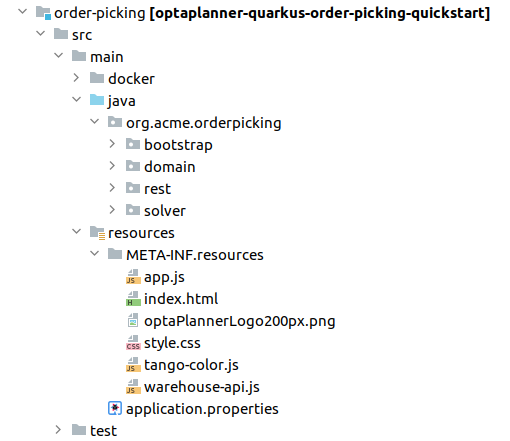 order-picking [optaplanner-quarkus-order-picking-quickstart]
src
main
docker
java
org.acme.orderpicking
bootstrap
domain
rest
solver
resources
META-INF.resources
JS app.js
H index.html
optaPlannerLogo200px.png
CSS style.css
JS tango-color.js
JS warehouse-api.js
application.properties
test